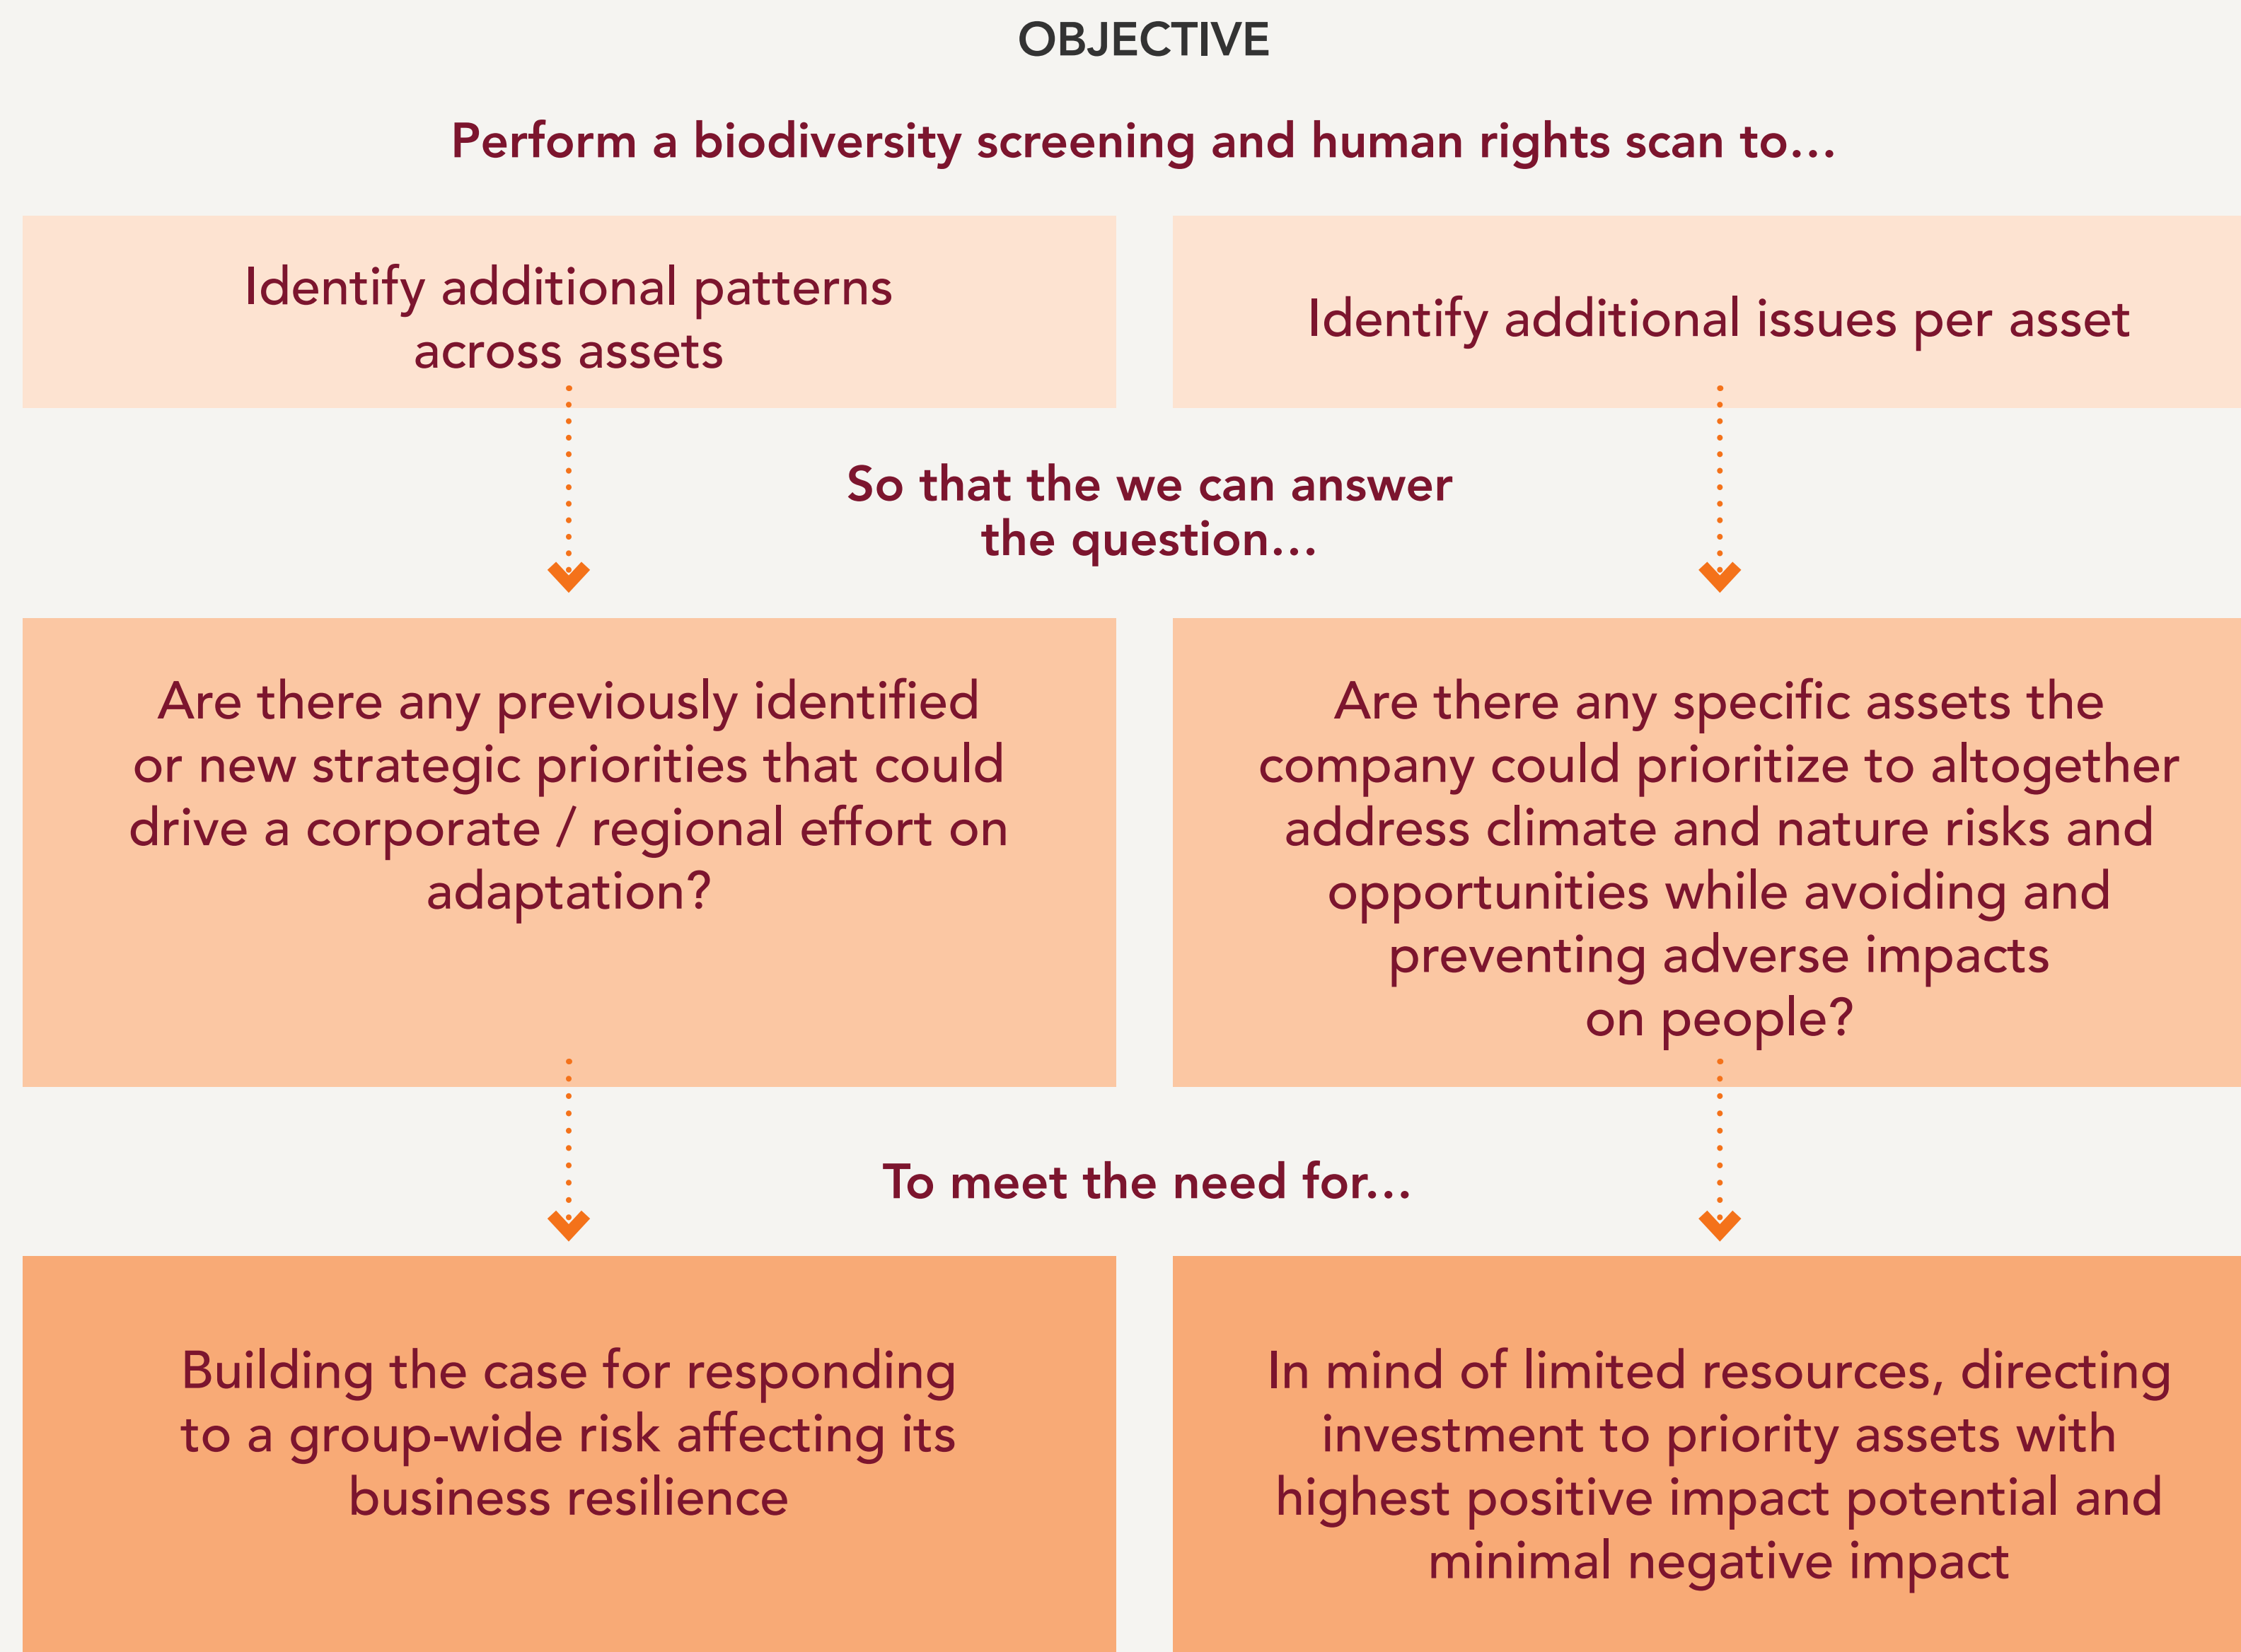 OBJECTIVE
Perform a biodiversity screening and human rights scan to...
Identify additional patterns
across assets
Identify additional issues per asset
So that the we can answer
the question...
Are there any previously identified
or new strategic priorities that could
drive a corporate / regional effort on
adaptation?
Are there any specific assets the
company could prioritize to altogether
address climate and nature risks and
opportunities while avoiding and
preventing adverse impacts
on people?
To meet the need for...
Building the case for responding
to a group-wide risk affecting its
business resilience
In mind of limited resources, directing
investment to priority assets with
highest positive impact potential and
minimal negative impact